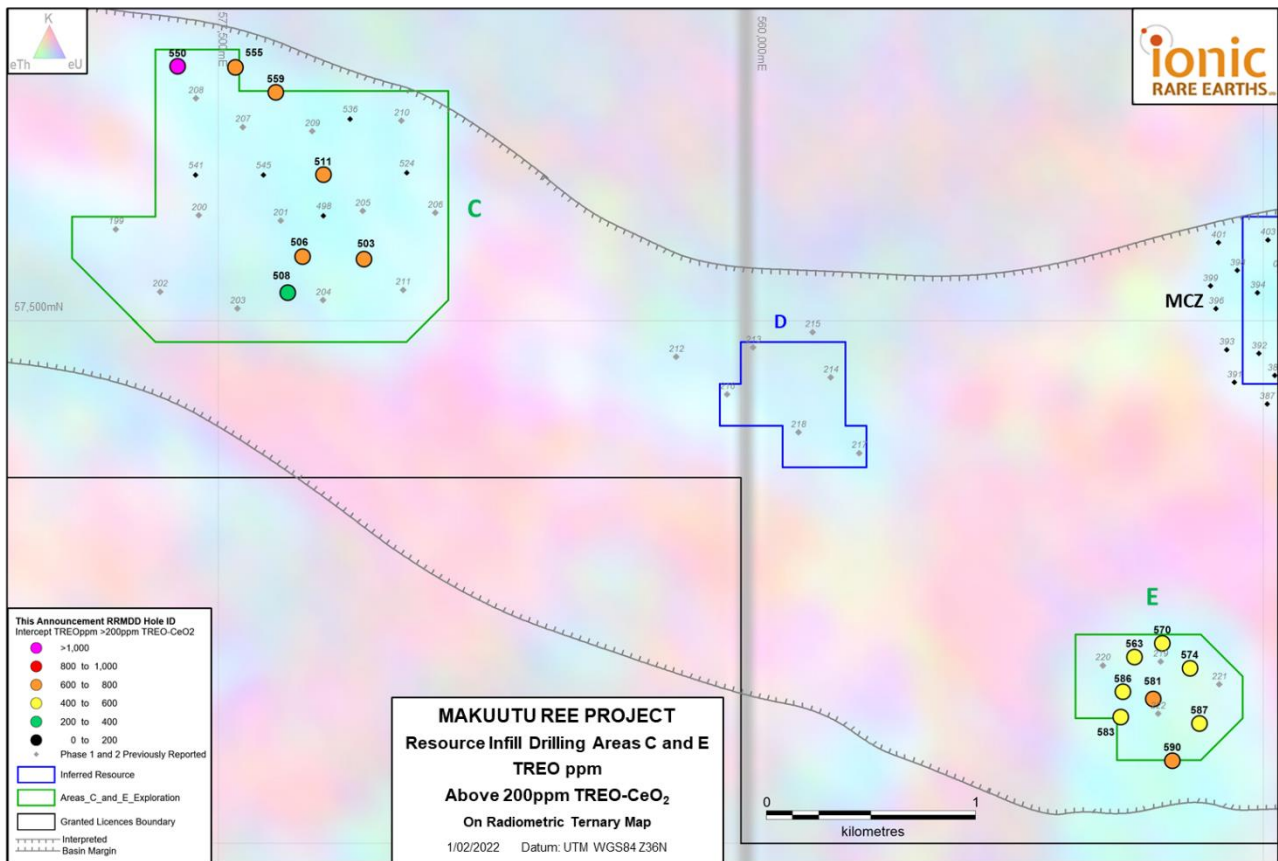 K
eTh eU
ionic
RARE EARTHS
560,000mE
57,500mN
550
555
559
208
207
209
536
210
541
545
511
524
199
200
201
498
205
206
C
506
503
508
202
203
204
211
212
213
D
215
214
218
217
401
403
399
394
MCZ
396
393
392
391
387
E
570
563
574
220
219
221
586
581
583
587
590
This Announcement RRMDD Hole ID
Intercept TREOppm >200ppm TREO-CeO2
>1,000
800 to 1,000
600 to 800
400 to 600
200 to 400
0 to 200
Phase 1 and 2 Previously Reported
Inferred Resource
Areas_C_and_E_Exploration
Granted Licences Boundary
Interpreted
Basin Margin
MAKUUTU REE PROJECT
Resource Infill Drilling Areas C and E
TREO ppm
Above 200ppm TREO-CeO₂
On Radiometric Ternary Map
1/02/2022 Datum: UTM WGS84 Z36N
0 1
kilometres